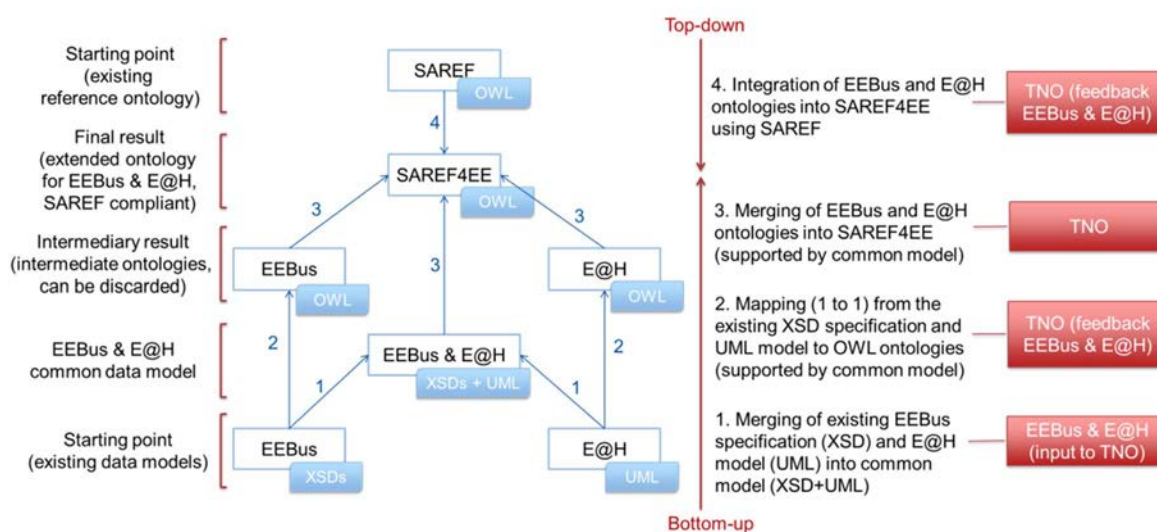 Top-down
Starting point
(existing
reference ontology)
SAREF
OWL
4
4. Integration of EEBus and E@H
ontologies into SAREF4EE
using SAREF
TNO (feedback
EEBus & E@H)
Final result
(extended ontology
for EEBus & E@H,
SAREF compliant)
SAREF4EE
OWL
3
3
3
3. Merging of EEBus and E@H
ontologies into SAREF4EE
(supported by common model)
TNO
Intermediary result
(intermediate ontologies,
can be discarded)
EEBus
OWL
E@H
OWL
2
2
2. Mapping (1 to 1) from the
existing XSD specification and
UML model to OWL ontologies
(supported by common model)
TNO (feedback
EEBus & E@H)
EEBus & E@H
common data model
EEBus & E@H
XSDs + UML
1
1
1. Merging of existing EEBus
specification (XSD) and E@H
model (UML) into common
model (XSD+UML)
EEBus & E@H
(input to TNO)
Starting point
(existing data models)
EEBus
XSDs
E@H
UML
Bottom-up